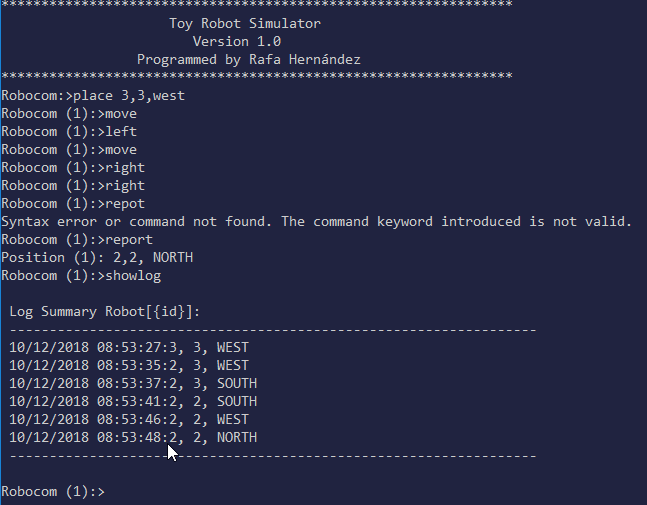 ****************************************************************
Toy Robot Simulator
Version 1.0
Programmed by Rafa Hernández
****************************************************************
Robocom:>place 3,3,west
Robocom (1):>move
Robocom (1):>left
Robocom (1):>move
Robocom (1):>right
Robocom (1):>right
Robocom (1):>repot
Syntax error or command not found. The command keyword introduced is not valid.
Robocom (1):>report
Position (1): 2,2, NORTH
Robocom (1):>showlog
Log Summary Robot[{id}]:
------------------------------------------------------------------
10/12/2018 08:53:27:3, 3, WEST
10/12/2018 08:53:35:2, 3, WEST
10/12/2018 08:53:37:2, 3, SOUTH
10/12/2018 08:53:41:2, 2, SOUTH
10/12/2018 08:53:46:2, 2, WEST
10/12/2018 08:53:48:2, 2, NORTH
------------------------------------------------------------------
Robocom (1):>